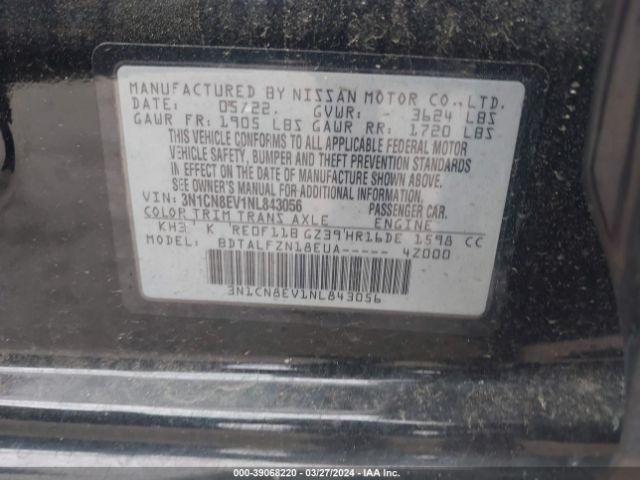 MANUFACTURED BY NISSAN MOTOR CO., LTD.
DATE: 05/22 GVWR: - 3624 LBS
GAWR FR: 1905 LBS GAWR RR: 1720 LBS
THIS VEHICLE CONFORMS TO ALL APPLICABLE FEDERAL MOTOR
VEHICLE SAFETY, BUMPER AND THEFT PREVENTION STANDARDS
IN EFFECT ON THE DATE OF MANUFACTURE SHOWN ABOVE.
SEE OWNER'S MANUAL FOR ADDITIONAL INFORMATION.
VIN: 3N1CN8EV1NL843056 PASSENGER CAR.
COLOR TRIM TRANS AXLE ENGINE
KH3 K RE0F11B GZ39 HR16DE 1598 CC
MODEL: BDTALFZN18EUA----- 4Z000
3N1CN8EV1NL843056
000-39068220 | 03/27/2024 | IAA Inc.